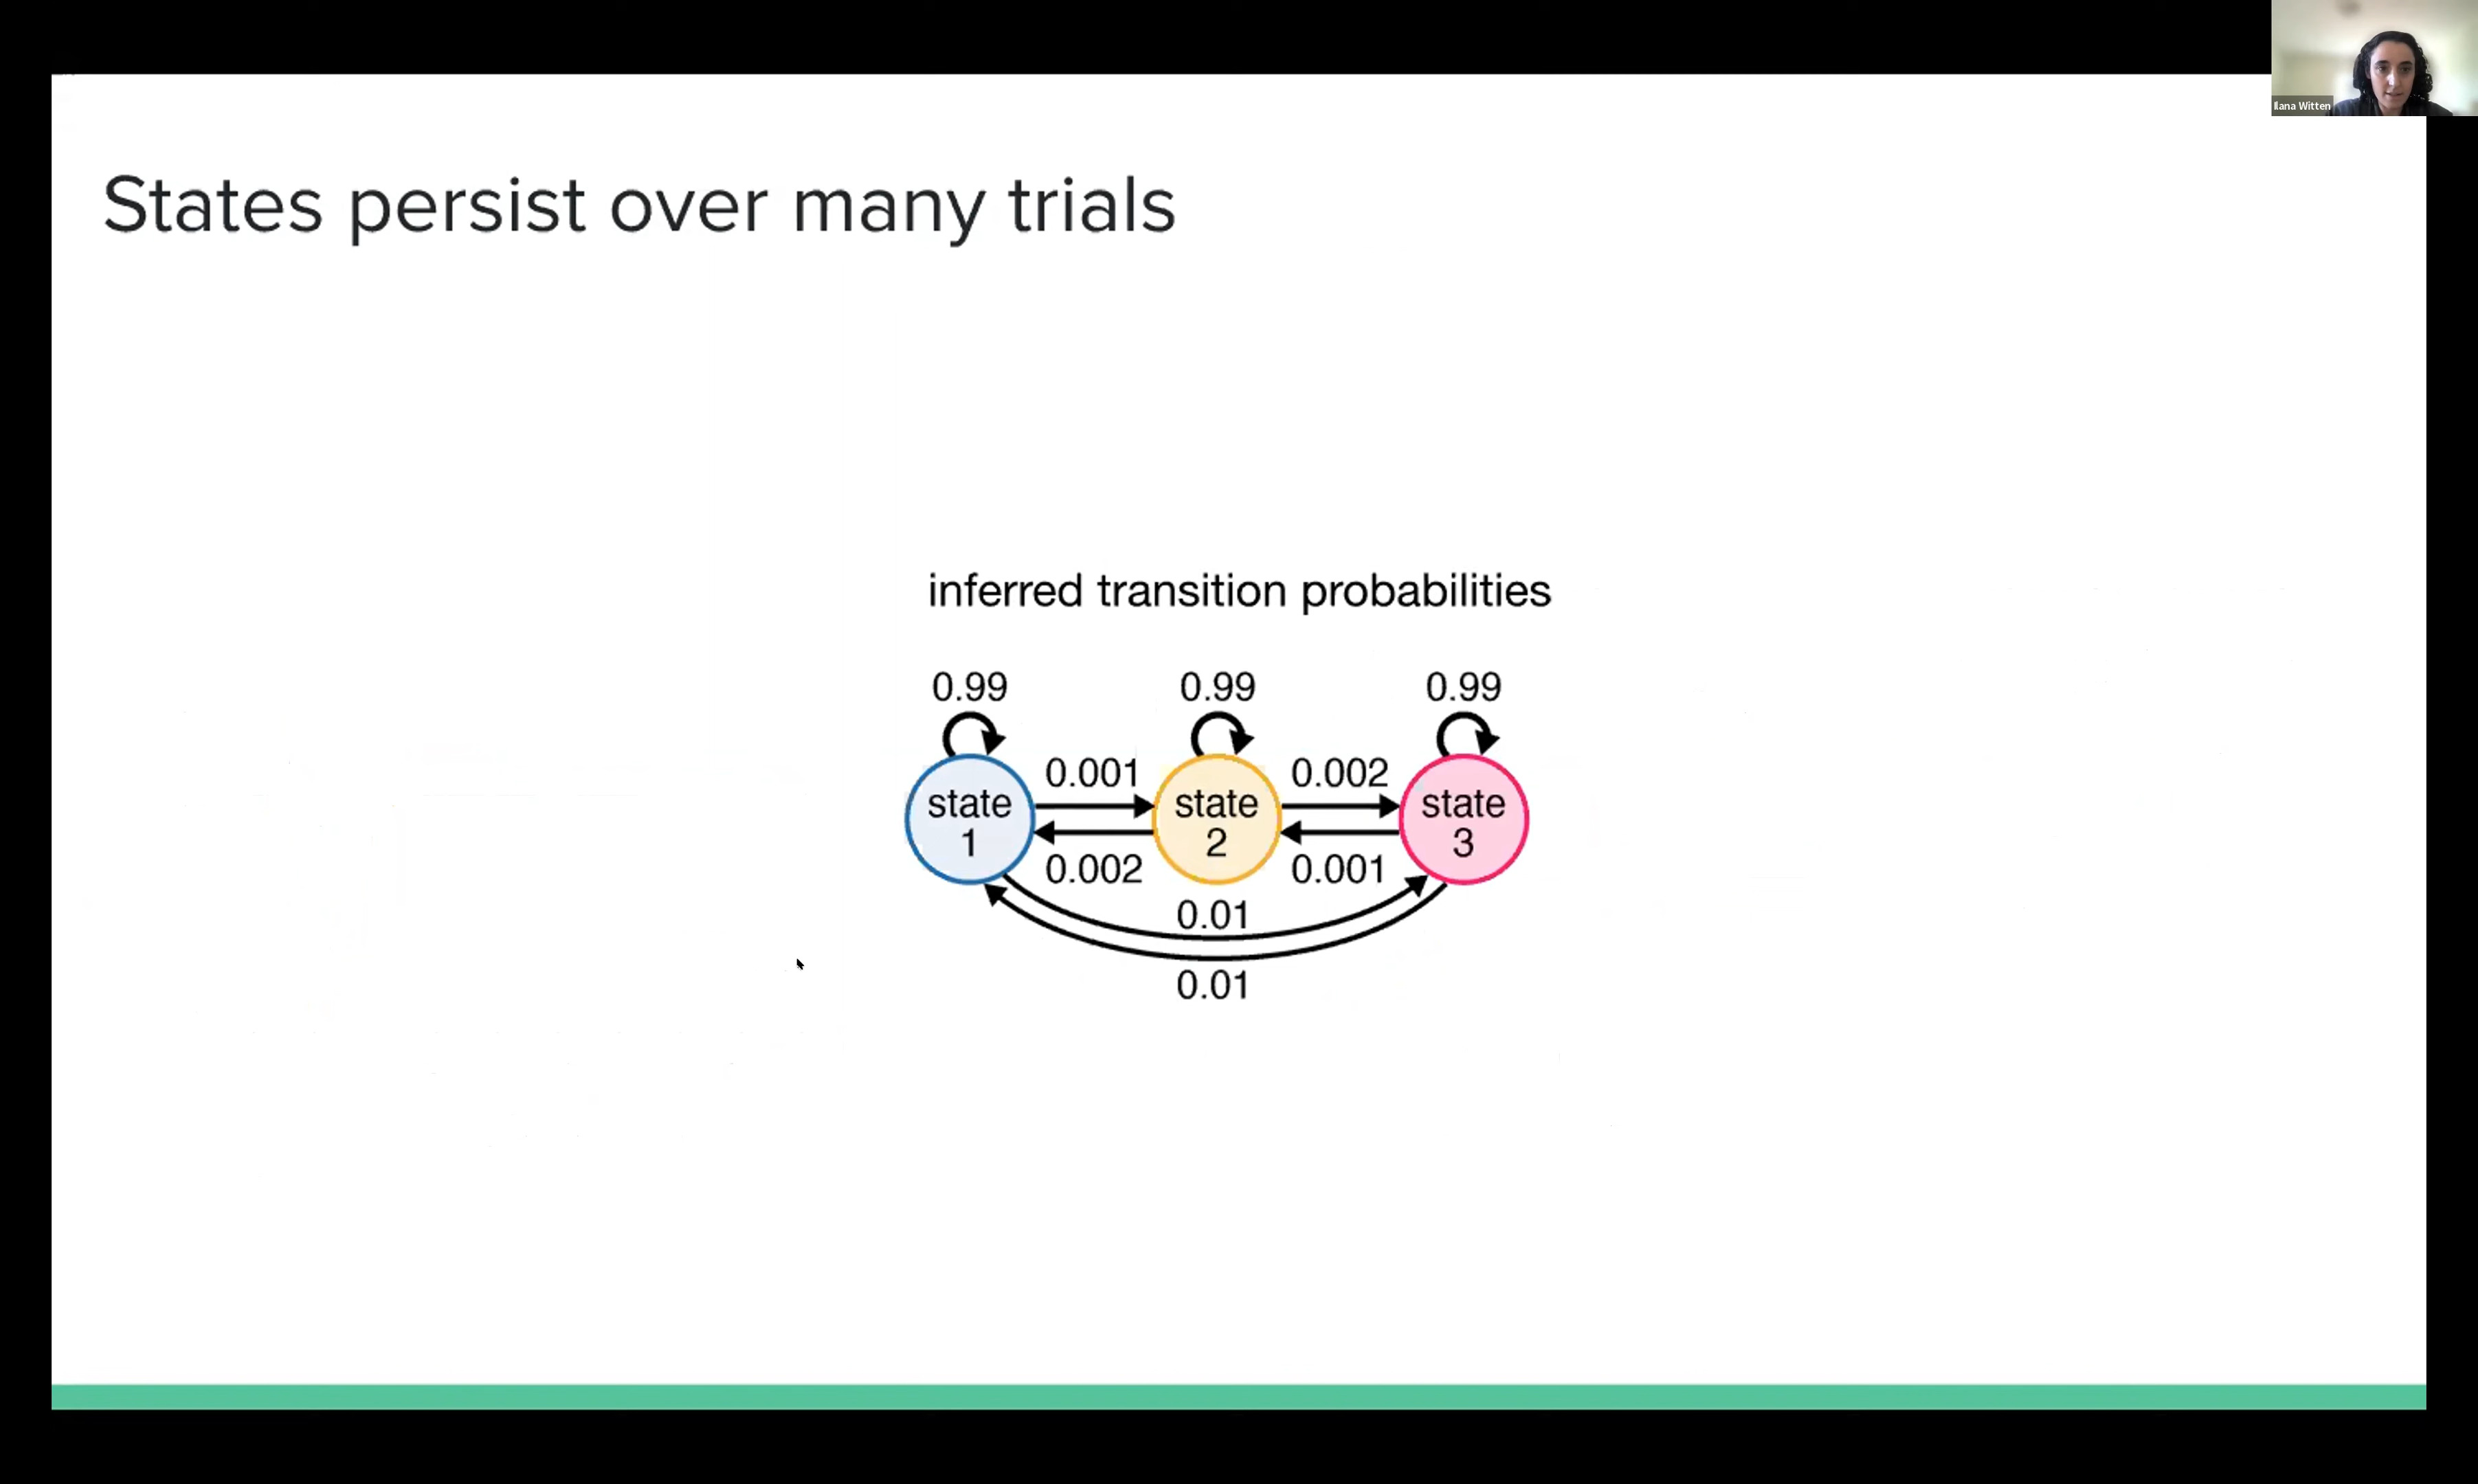 Ilana Witten
States persist over many trials
inferred transition probabilities
0.99 0.99 0.99
0.001 0.002
state 1
state 2
state 3
0.002 0.001
0.01
0.01